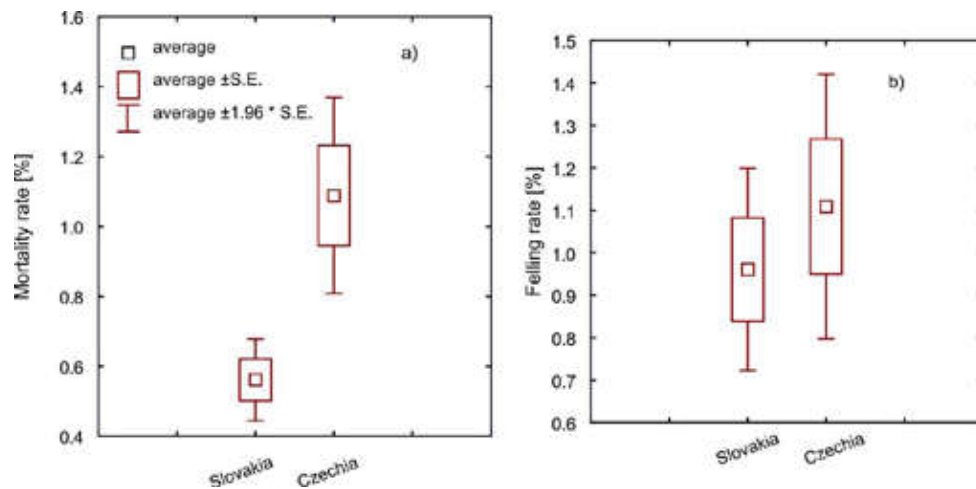 1.6
1.4
1.2
1.0
0.8
0.6
0.4
Mortality rate [%]
average
average ±S.E.
average ±1.96 * S.E.
a)
Slovakia
Czechia
1.5
1.4
1.3
1.2
1.1
1.0
0.9
0.8
0.7
0.6
Felling rate [%]
b)
Slovakia
Czechia